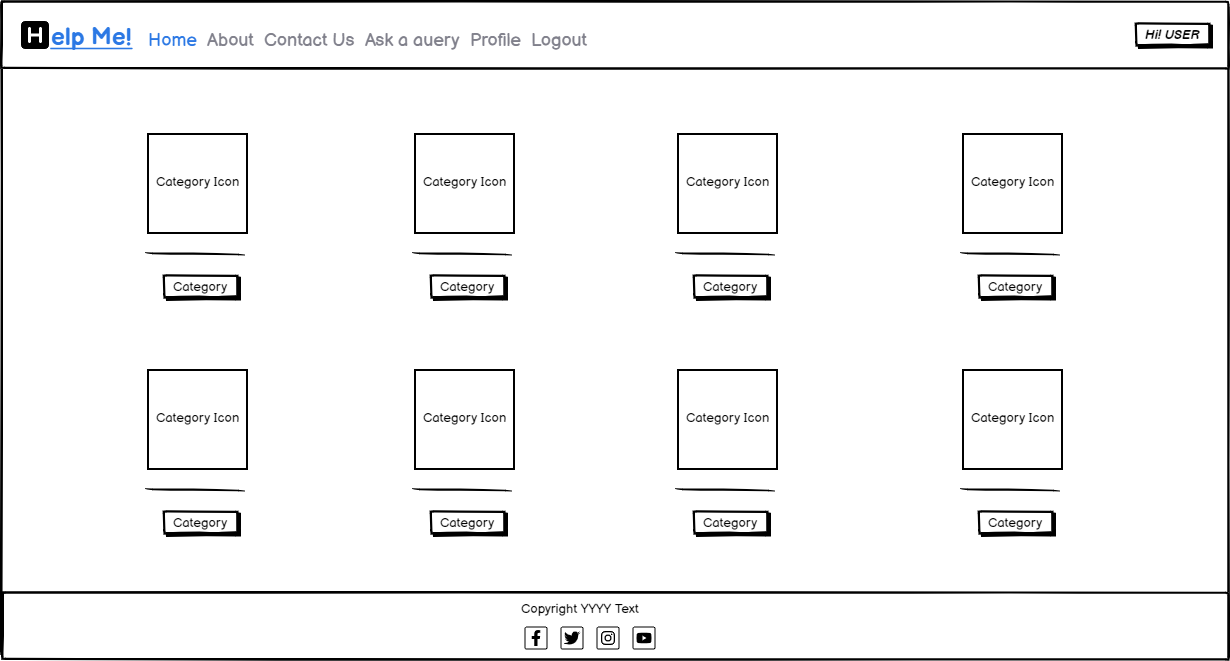 Help Me! Home About Contact Us Ask a auery Profile Logout Hi! USER
Category Icon Category Icon Category Icon Category Icon
Category Category Category Category
Category Icon Category Icon Category Icon Category Icon
Category Category Category Category
Copyright YYYY Text